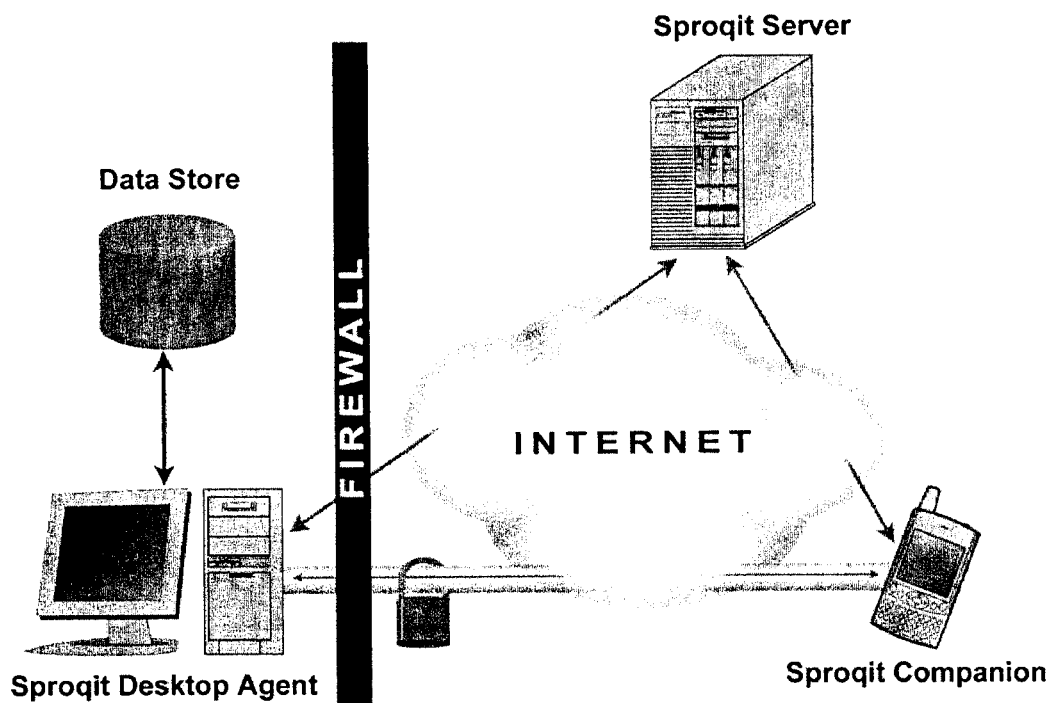 Sproqit Server
Data Store
FIREWALL
INTERNET
Sproqit Desktop Agent
Sproqit Companion